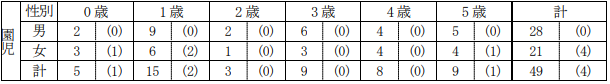 園児 性別 0歳 1歳 2歳 3歳 4歳 5歳 計
男 2 (0) 9 (0) 2 (0) 6 (0) 4 (0) 5 (0) 28 (0)
女 3 (1) 6 (2) 1 (0) 3 (0) 4 (0) 4 (1) 21 (4)
計 5 (1) 15 (2) 3 (0) 9 (0) 8 (0) 9 (1) 49 (4)